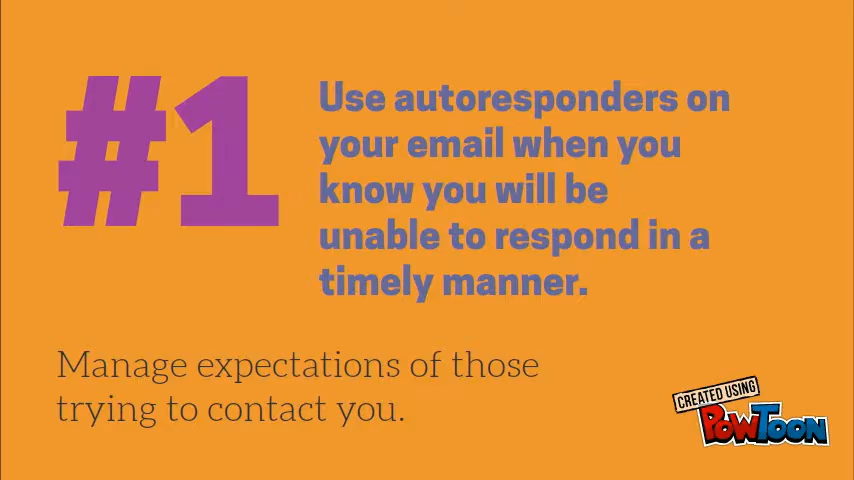 #1
Use autoresponders on
your email when you
know you will be
unable to respond in a
timely manner.
Manage expectations of those
trying to contact you.
CREATED USING
POWTOON